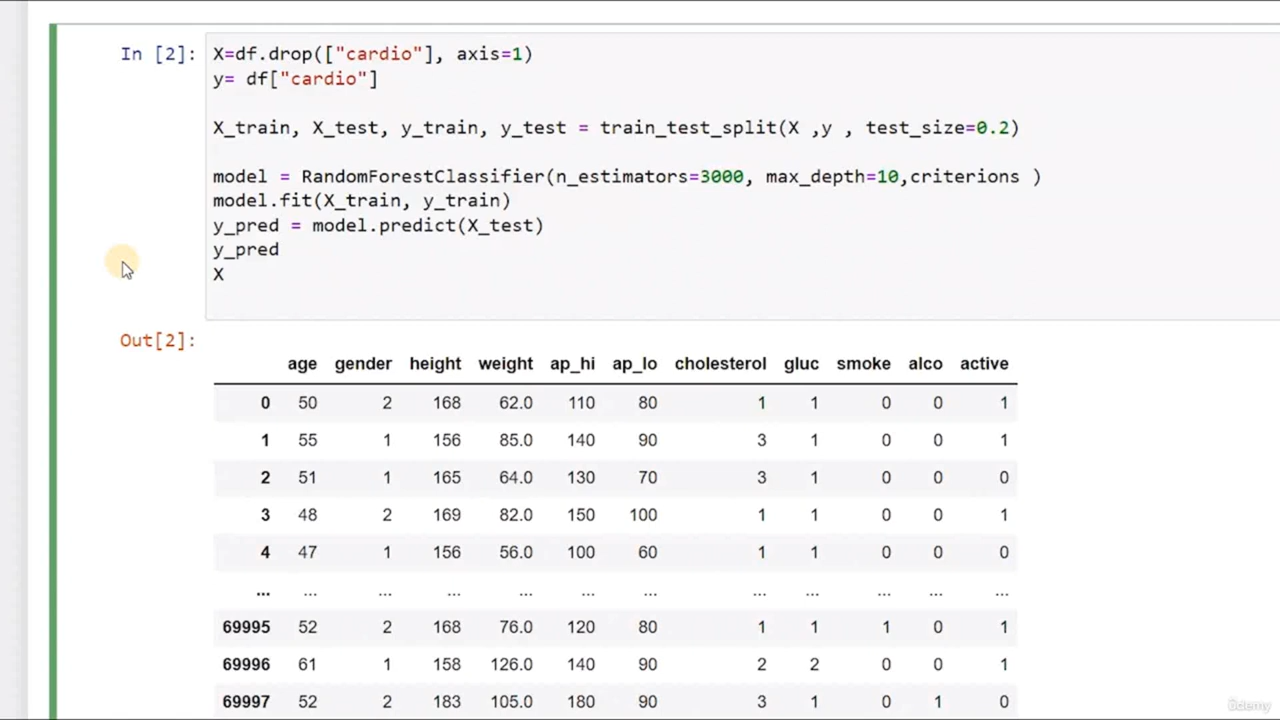 In [2]:
X=df.drop(["cardio"], axis=1)
y= df["cardio"]
X_train, X_test, y_train, y_test = train_test_split(X ,y , test_size=0.2)
model = RandomForestClassifier(n_estimators=3000, max_depth=10,criterions )
model.fit(X_train, y_train)
y_pred = model.predict(X_test)
y_pred
X
Out[2]:
age gender height weight ap_hi ap_lo cholesterol gluc smoke alco active
0 50 2 168 62.0 110 80 1 1 0 0 1
1 55 1 156 85.0 140 90 3 1 0 0 1
2 51 1 165 64.0 130 70 3 1 0 0 0
3 48 2 169 82.0 150 100 1 1 0 0 1
4 47 1 156 56.0 100 60 1 1 0 0 0
... ... ... ... ... ... ... ... ... ... ... ...
69995 52 2 168 76.0 120 80 1 1 1 0 1
69996 61 1 158 126.0 140 90 2 2 0 0 1
69997 52 2 183 105.0 180 90 3 1 0 1 0
ûdemy